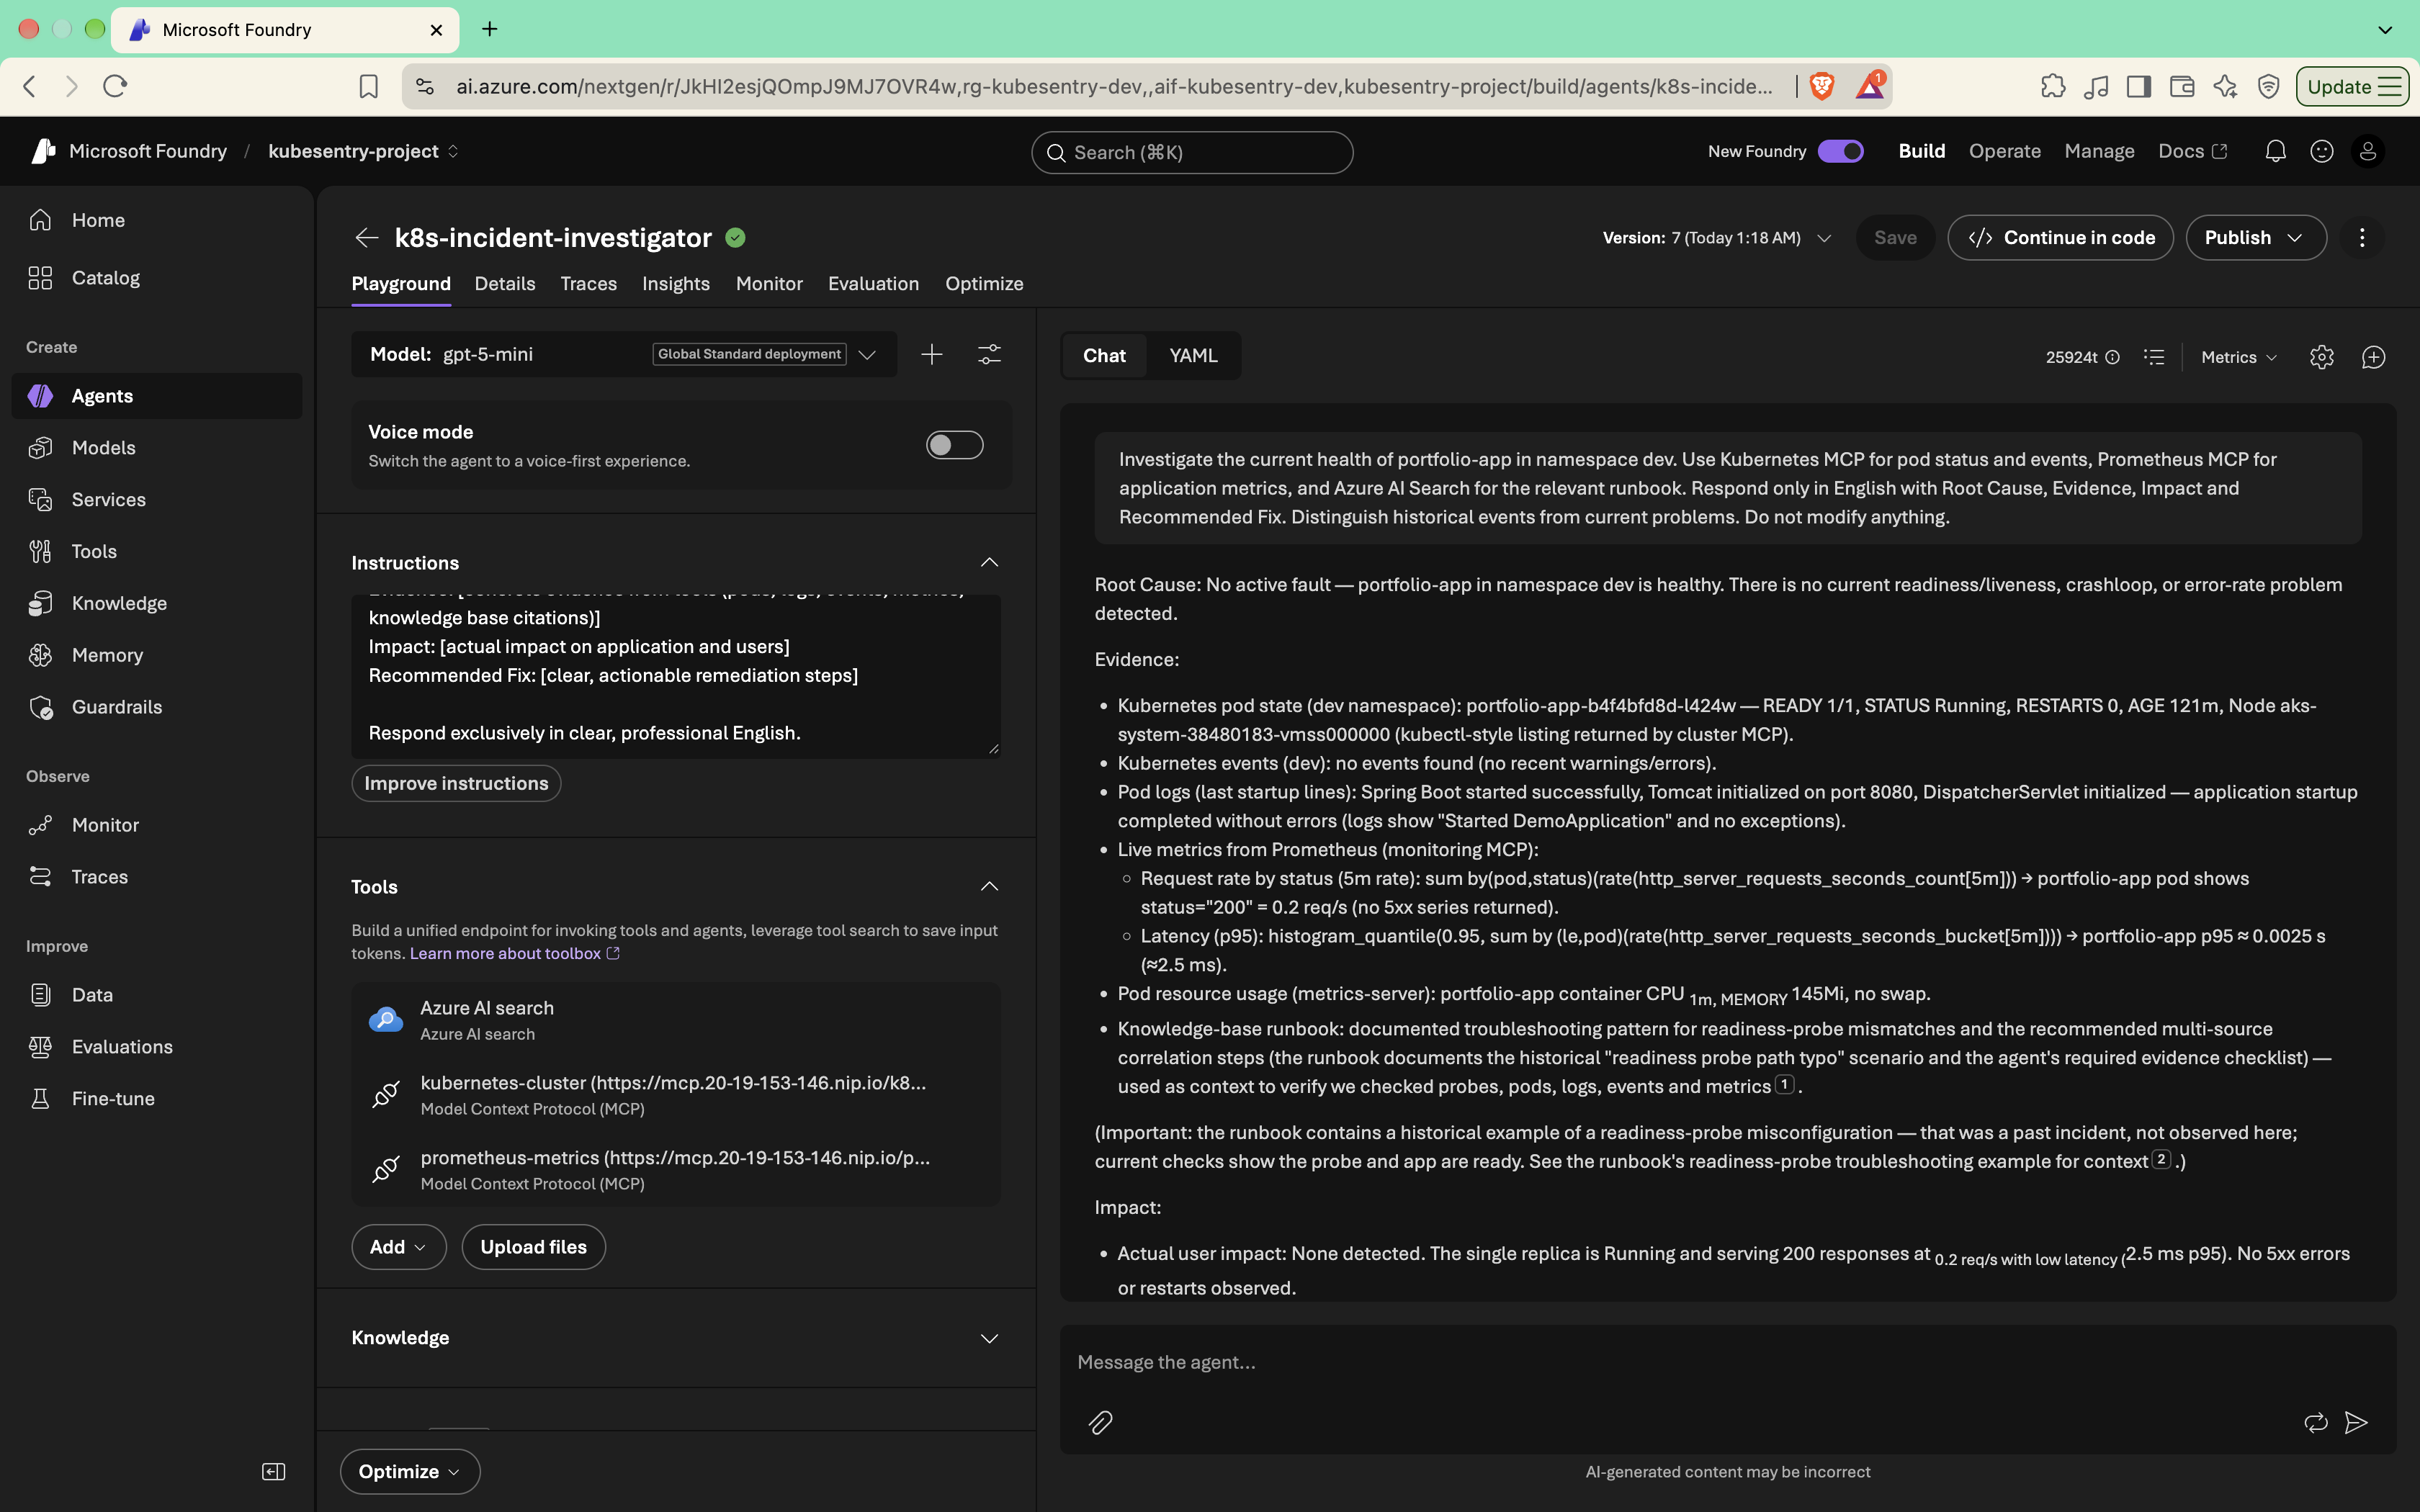 Microsoft Foundry
ai.azure.com/nextgen/r/JkHI2esjQOmpJ9MJ7OVR4w,rg-kubesentry-dev,,aif-kubesentry-dev,kubesentry-project/build/agents/k8s-incide...
1
Update
Microsoft Foundry / kubesentry-project
Search (⌘K)
New Foundry
Build
Operate
Manage
Docs
Home
Catalog
Create
Agents
Models
Services
Tools
Knowledge
Memory
Guardrails
Observe
Monitor
Traces
Improve
Data
Evaluations
Fine-tune
k8s-incident-investigator
Version: 7 (Today 1:18 AM)
Save
</> Continue in code
Publish
Playground
Details
Traces
Insights
Monitor
Evaluation
Optimize
Model: gpt-5-mini
Global Standard deployment
Voice mode
Switch the agent to a voice-first experience.
Instructions
Evidence: [concrete evidence from tools (pods, logs, events, metrics,
knowledge base citations)]
Impact: [actual impact on application and users]
Recommended Fix: [clear, actionable remediation steps]
Respond exclusively in clear, professional English.
Improve instructions
Tools
Build a unified endpoint for invoking tools and agents, leverage tool search to save input
tokens. Learn more about toolbox
Azure AI search
Azure AI search
kubernetes-cluster (https://mcp.20-19-153-146.nip.io/k8...
Model Context Protocol (MCP)
prometheus-metrics (https://mcp.20-19-153-146.nip.io/p...
Model Context Protocol (MCP)
Add
Upload files
Knowledge
Optimize
Chat
YAML
25924t
Metrics
Investigate the current health of portfolio-app in namespace dev. Use Kubernetes MCP for pod status and events, Prometheus MCP for
application metrics, and Azure AI Search for the relevant runbook. Respond only in English with Root Cause, Evidence, Impact and
Recommended Fix. Distinguish historical events from current problems. Do not modify anything.
Root Cause: No active fault — portfolio-app in namespace dev is healthy. There is no current readiness/liveness, crashloop, or error-rate problem
detected.
Evidence:
• Kubernetes pod state (dev namespace): portfolio-app-b4f4bfd8d-l424w — READY 1/1, STATUS Running, RESTARTS 0, AGE 121m, Node aks-
system-38480183-vmss000000 (kubectl-style listing returned by cluster MCP).
• Kubernetes events (dev): no events found (no recent warnings/errors).
• Pod logs (last startup lines): Spring Boot started successfully, Tomcat initialized on port 8080, DispatcherServlet initialized — application startup
completed without errors (logs show "Started DemoApplication" and no exceptions).
• Live metrics from Prometheus (monitoring MCP):
○ Request rate by status (5m rate): sum by(pod,status)(rate(http_server_requests_seconds_count[5m])) → portfolio-app pod shows
status="200" = 0.2 req/s (no 5xx series returned).
○ Latency (p95): histogram_quantile(0.95, sum by (le,pod)(rate(http_server_requests_seconds_bucket[5m]))) → portfolio-app p95 ≈ 0.0025 s
(≈2.5 ms).
• Pod resource usage (metrics-server): portfolio-app container CPU 1m, MEMORY 145Mi, no swap.
• Knowledge-base runbook: documented troubleshooting pattern for readiness-probe mismatches and the recommended multi-source
correlation steps (the runbook documents the historical "readiness probe path typo" scenario and the agent's required evidence checklist) —
used as context to verify we checked probes, pods, logs, events and metrics 1 .
(Important: the runbook contains a historical example of a readiness-probe misconfiguration — that was a past incident, not observed here;
current checks show the probe and app are ready. See the runbook's readiness-probe troubleshooting example for context 2 .)
Impact:
• Actual user impact: None detected. The single replica is Running and serving 200 responses at 0.2 req/s with low latency (2.5 ms p95). No 5xx errors
or restarts observed.
Message the agent...
AI-generated content may be incorrect